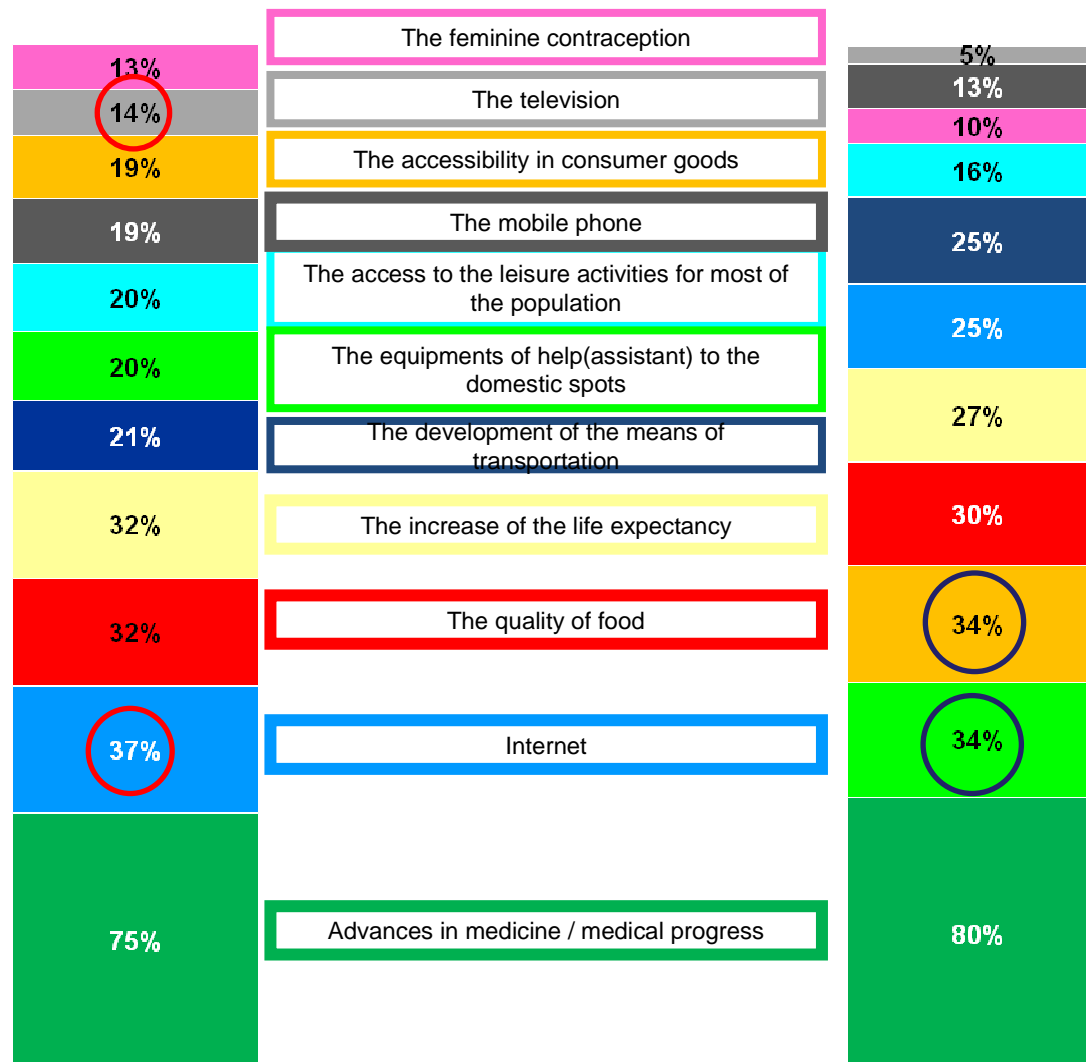 The feminine contraception
13%
5%
13%
14%
The television
10%
19%
The accessibility in consumer goods
16%
19%
The mobile phone
25%
20%
The access to the leisure activities for most of
the population
25%
20%
The equipments of help(assistant) to the
domestic spots
27%
21%
The development of the means of
transportation
32%
The increase of the life expectancy
30%
32%
The quality of food
34%
37%
Internet
34%
75%
Advances in medicine / medical progress
80%